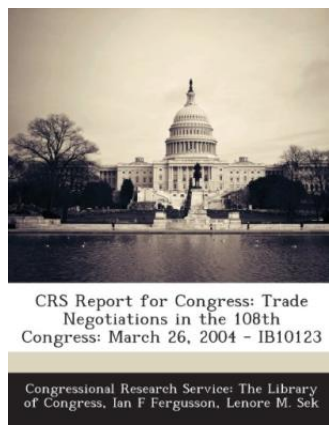 CRS Report for Congress: Trade
Negotiations in the 108th
Congress: March 26, 2004 - IB10123
Congressional Research Service: The Library
of Congress, Ian F Fergusson, Lenore M. Sek